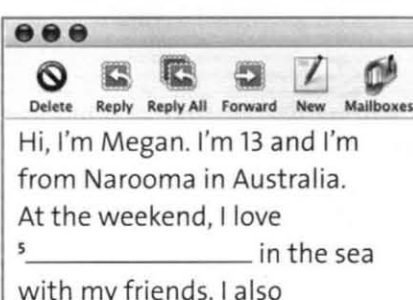 Delete Reply Reply All Forward New Mailboxes
Hi, I'm Megan. I'm 13 and I'm
from Narooma in Australia.
At the weekend, I love
5 ____________________ in the sea
with my friends. I also